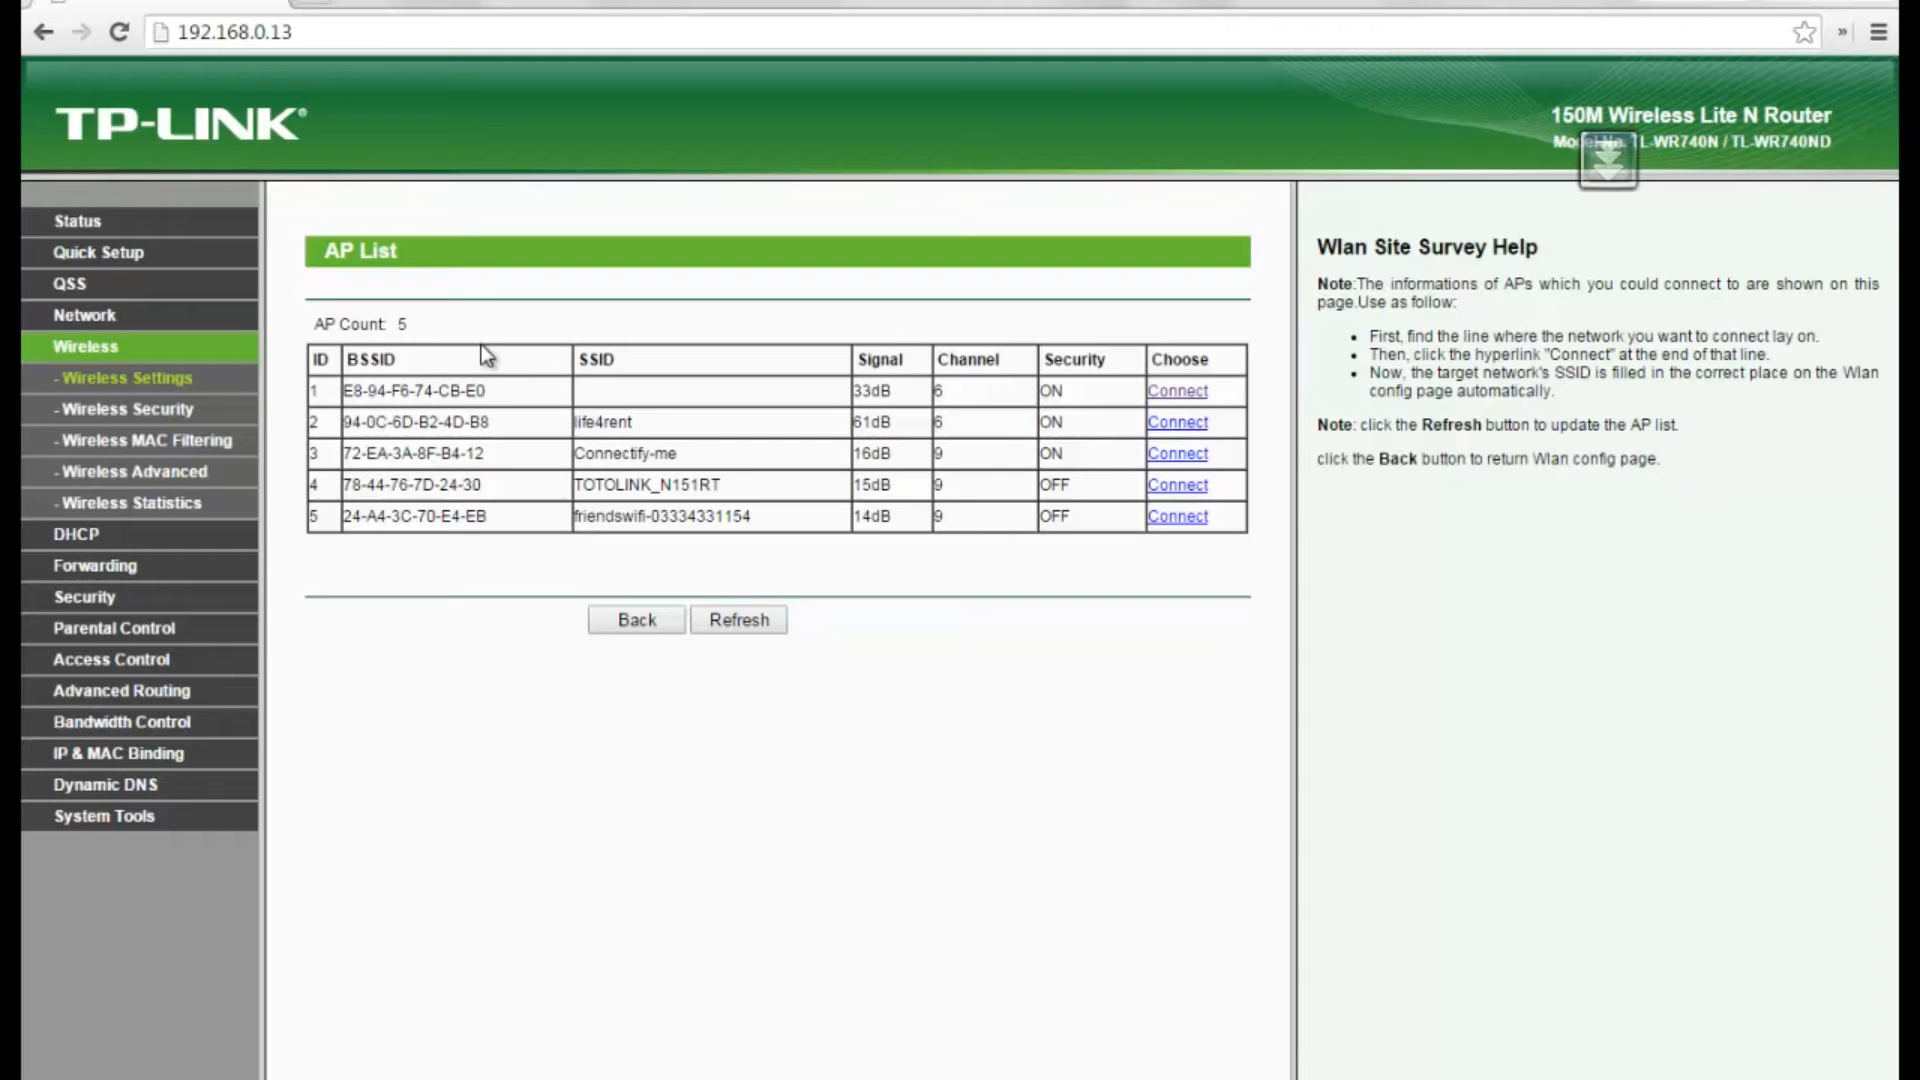 192.168.0.13
»
TP-LINK®
150M Wireless Lite N Router
Model No. TL-WR740N / TL-WR740ND
Status
Quick Setup
QSS
Network
Wireless
- Wireless Settings
- Wireless Security
- Wireless MAC Filtering
- Wireless Advanced
- Wireless Statistics
DHCP
Forwarding
Security
Parental Control
Access Control
Advanced Routing
Bandwidth Control
IP & MAC Binding
Dynamic DNS
System Tools
AP List
AP Count: 5
ID BSSID SSID Signal Channel Security Choose
1 E8-94-F6-74-CB-E0 33dB 6 ON Connect
2 94-0C-6D-B2-4D-B8 life4rent 61dB 6 ON Connect
3 72-EA-3A-8F-B4-12 Connectify-me 16dB 9 ON Connect
4 78-44-76-7D-24-30 TOTOLINK_N151RT 15dB 9 OFF Connect
5 24-A4-3C-70-E4-EB friendswifi-03334331154 14dB 9 OFF Connect
Back Refresh
Wlan Site Survey Help
Note:The informations of APs which you could connect to are shown on this
page.Use as follow:
• First, find the line where the network you want to connect lay on.
• Then, click the hyperlink "Connect" at the end of that line.
• Now, the target network's SSID is filled in the correct place on the Wlan
config page automatically.
Note: click the Refresh button to update the AP list.
click the Back button to return Wlan config page.